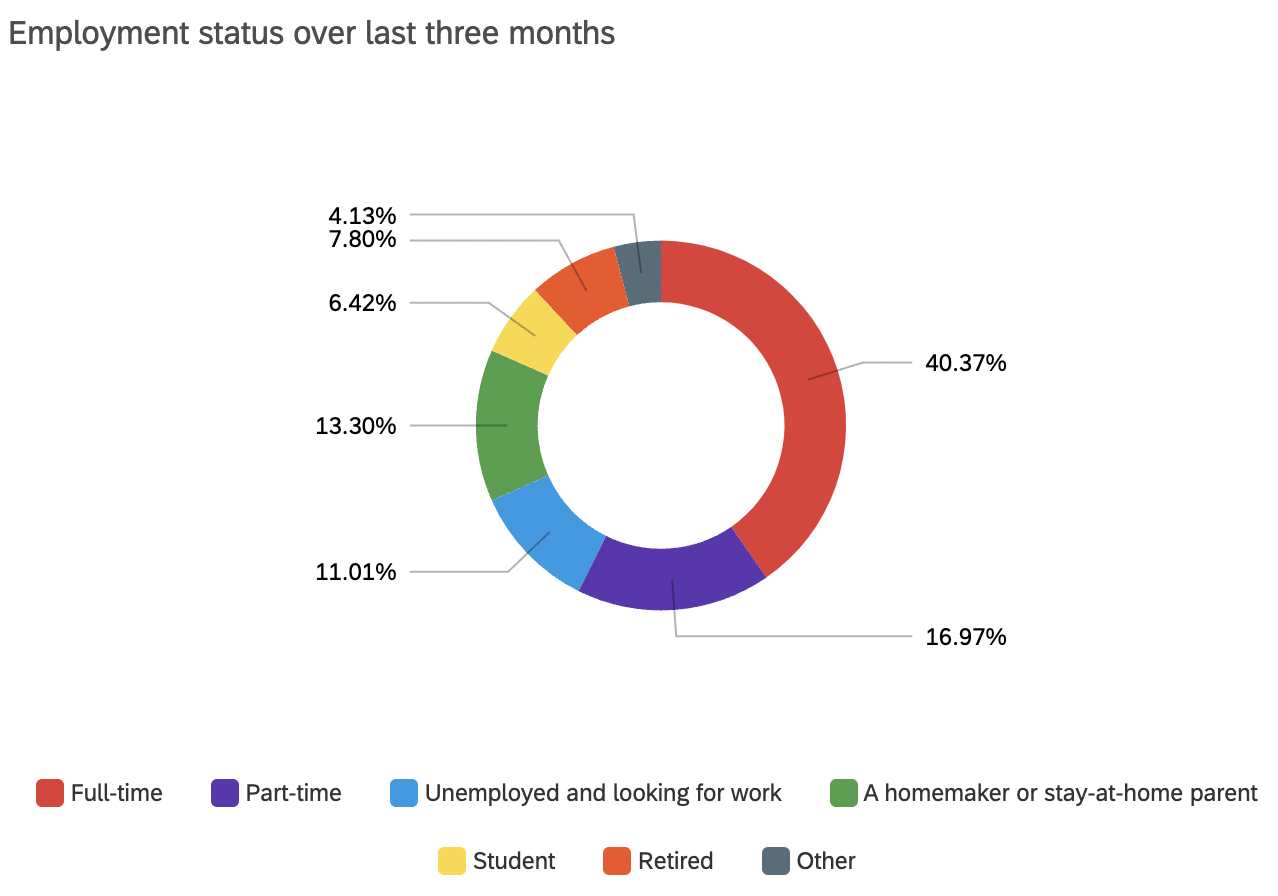 Employment status over last three months
4.13%
7.80%
6.42%
40.37%
13.30%
11.01%
16.97%
Full-time
Part-time
Unemployed and looking for work
A homemaker or stay-at-home parent
Student
Retired
Other